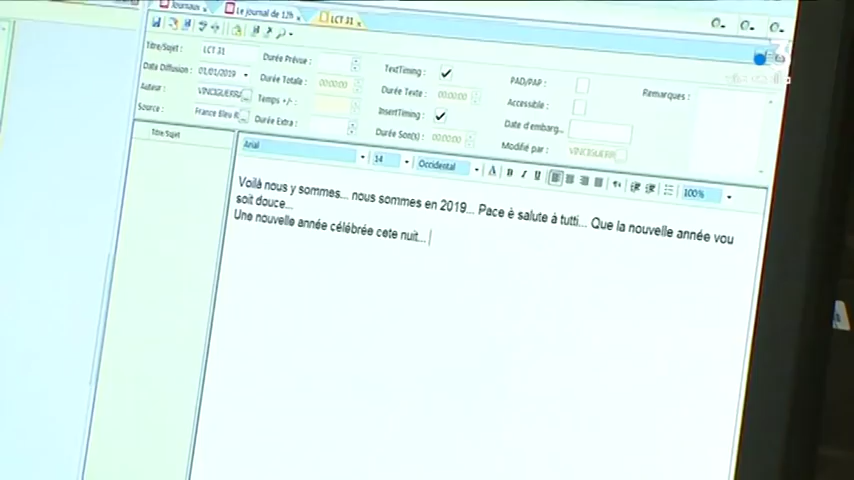 Journaux
Le journal de 12h
LCT 31
Titre/Sujet :
LCT 31
Durée Prévue :
TextTiming :
PAD/PAP :
Remarques :
Date Diffusion :
01/01/2019
Durée Totale :
00:00:00
Durée Texte :
00:00:00
Accessible :
Auteur :
VINCIGUERRA
Temps +/- :
InsertTiming :
Date d'embarg...
Source :
France Bleu R
Durée Extra :
Durée Son(s) :
00:00:00
Modifié par :
VINCIGUERR
Titre Sujet
Arial
14
Occidental
A B I U
100%
Voilà nous y sommes... nous sommes en 2019... Pace è salute à tutti... Que la nouvelle année vou
soit douce...
Une nouvelle année célébrée cete nuit...